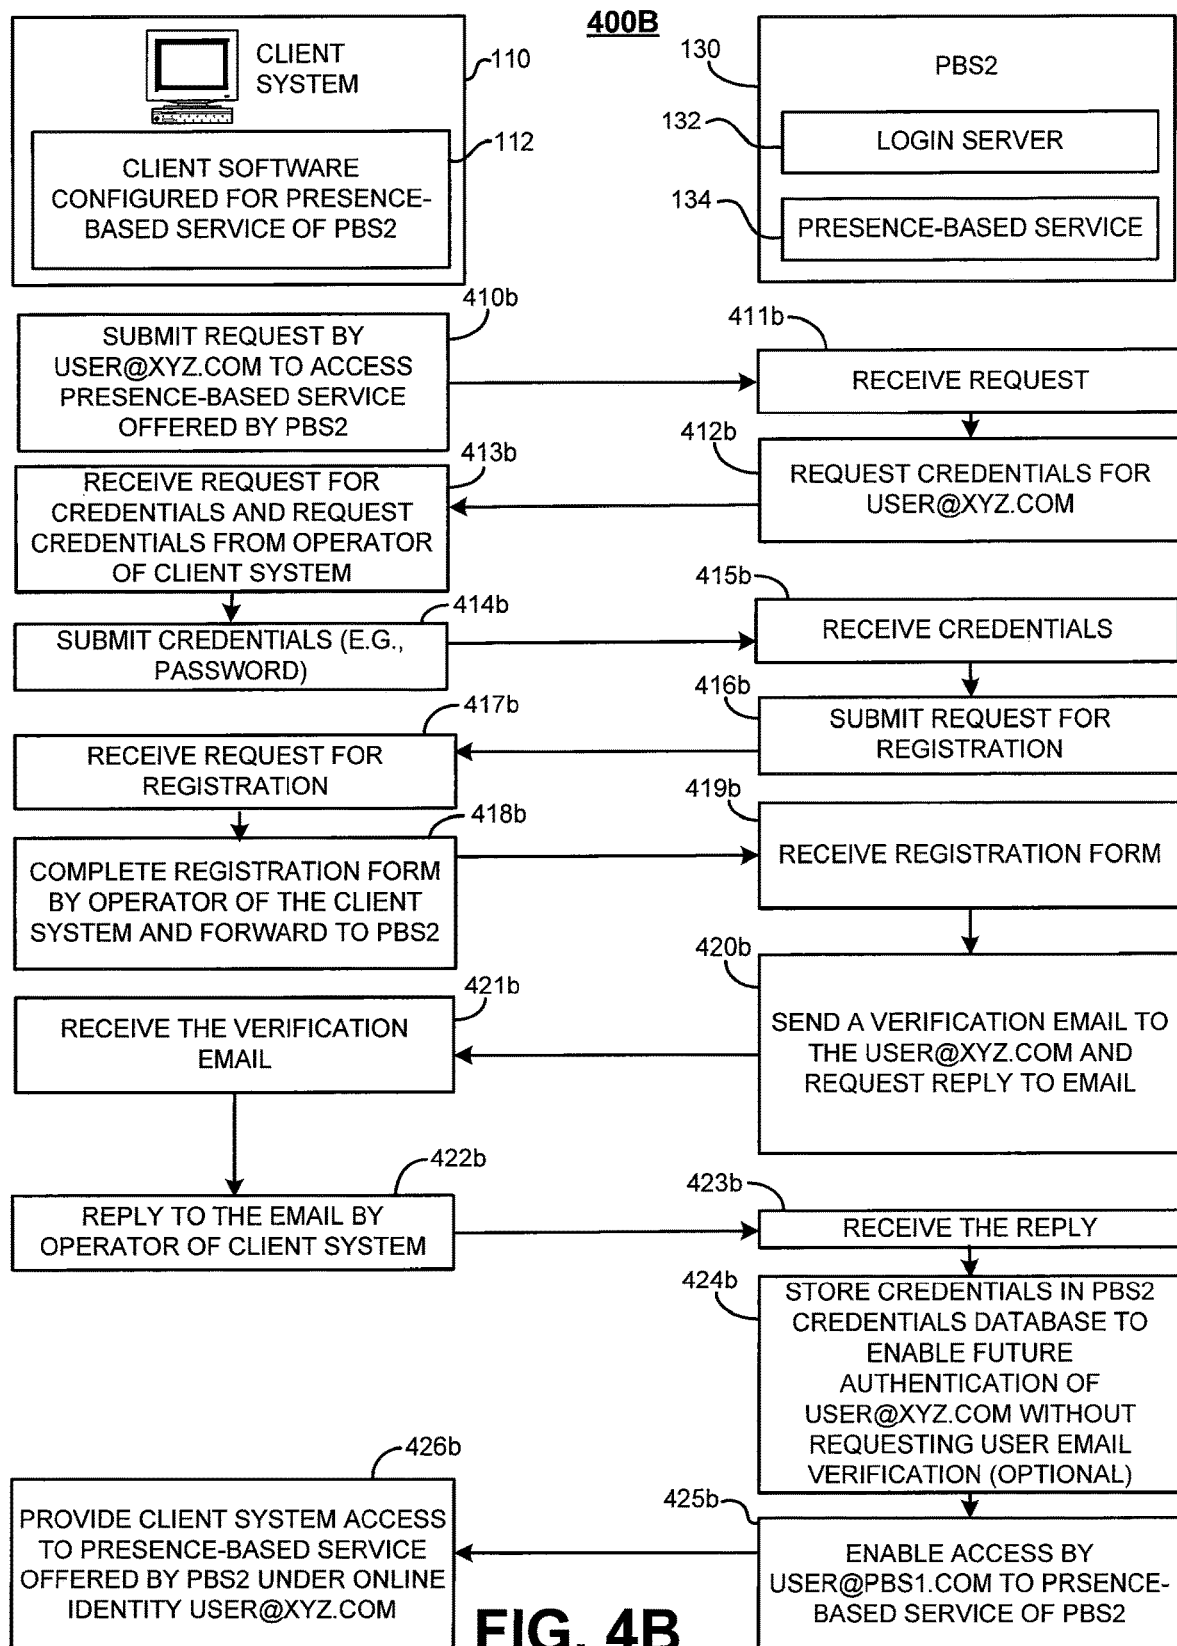 400B
CLIENT
SYSTEM
110
112
CLIENT SOFTWARE
CONFIGURED FOR PRESENCE-
BASED SERVICE OF PBS2
130
PBS2
132
LOGIN SERVER
134
PRESENCE-BASED SERVICE
410b
SUBMIT REQUEST BY
USER@XYZ.COM TO ACCESS
PRESENCE-BASED SERVICE
OFFERED BY PBS2
411b
RECEIVE REQUEST
412b
REQUEST CREDENTIALS FOR
USER@XYZ.COM
413b
RECEIVE REQUEST FOR
CREDENTIALS AND REQUEST
CREDENTIALS FROM OPERATOR
OF CLIENT SYSTEM
414b
SUBMIT CREDENTIALS (E.G.,
PASSWORD)
415b
RECEIVE CREDENTIALS
416b
SUBMIT REQUEST FOR
REGISTRATION
417b
RECEIVE REQUEST FOR
REGISTRATION
418b
COMPLETE REGISTRATION FORM
BY OPERATOR OF THE CLIENT
SYSTEM AND FORWARD TO PBS2
419b
RECEIVE REGISTRATION FORM
420b
SEND A VERIFICATION EMAIL TO
THE USER@XYZ.COM AND
REQUEST REPLY TO EMAIL
421b
RECEIVE THE VERIFICATION
EMAIL
422b
REPLY TO THE EMAIL BY
OPERATOR OF CLIENT SYSTEM
423b
RECEIVE THE REPLY
424b
STORE CREDENTIALS IN PBS2
CREDENTIALS DATABASE TO
ENABLE FUTURE
AUTHENTICATION OF
USER@XYZ.COM WITHOUT
REQUESTING USER EMAIL
VERIFICATION (OPTIONAL)
425b
ENABLE ACCESS BY
USER@PBS1.COM TO PRSENCE-
BASED SERVICE OF PBS2
426b
PROVIDE CLIENT SYSTEM ACCESS
TO PRESENCE-BASED SERVICE
OFFERED BY PBS2 UNDER ONLINE
IDENTITY USER@XYZ.COM
FIG. 4B